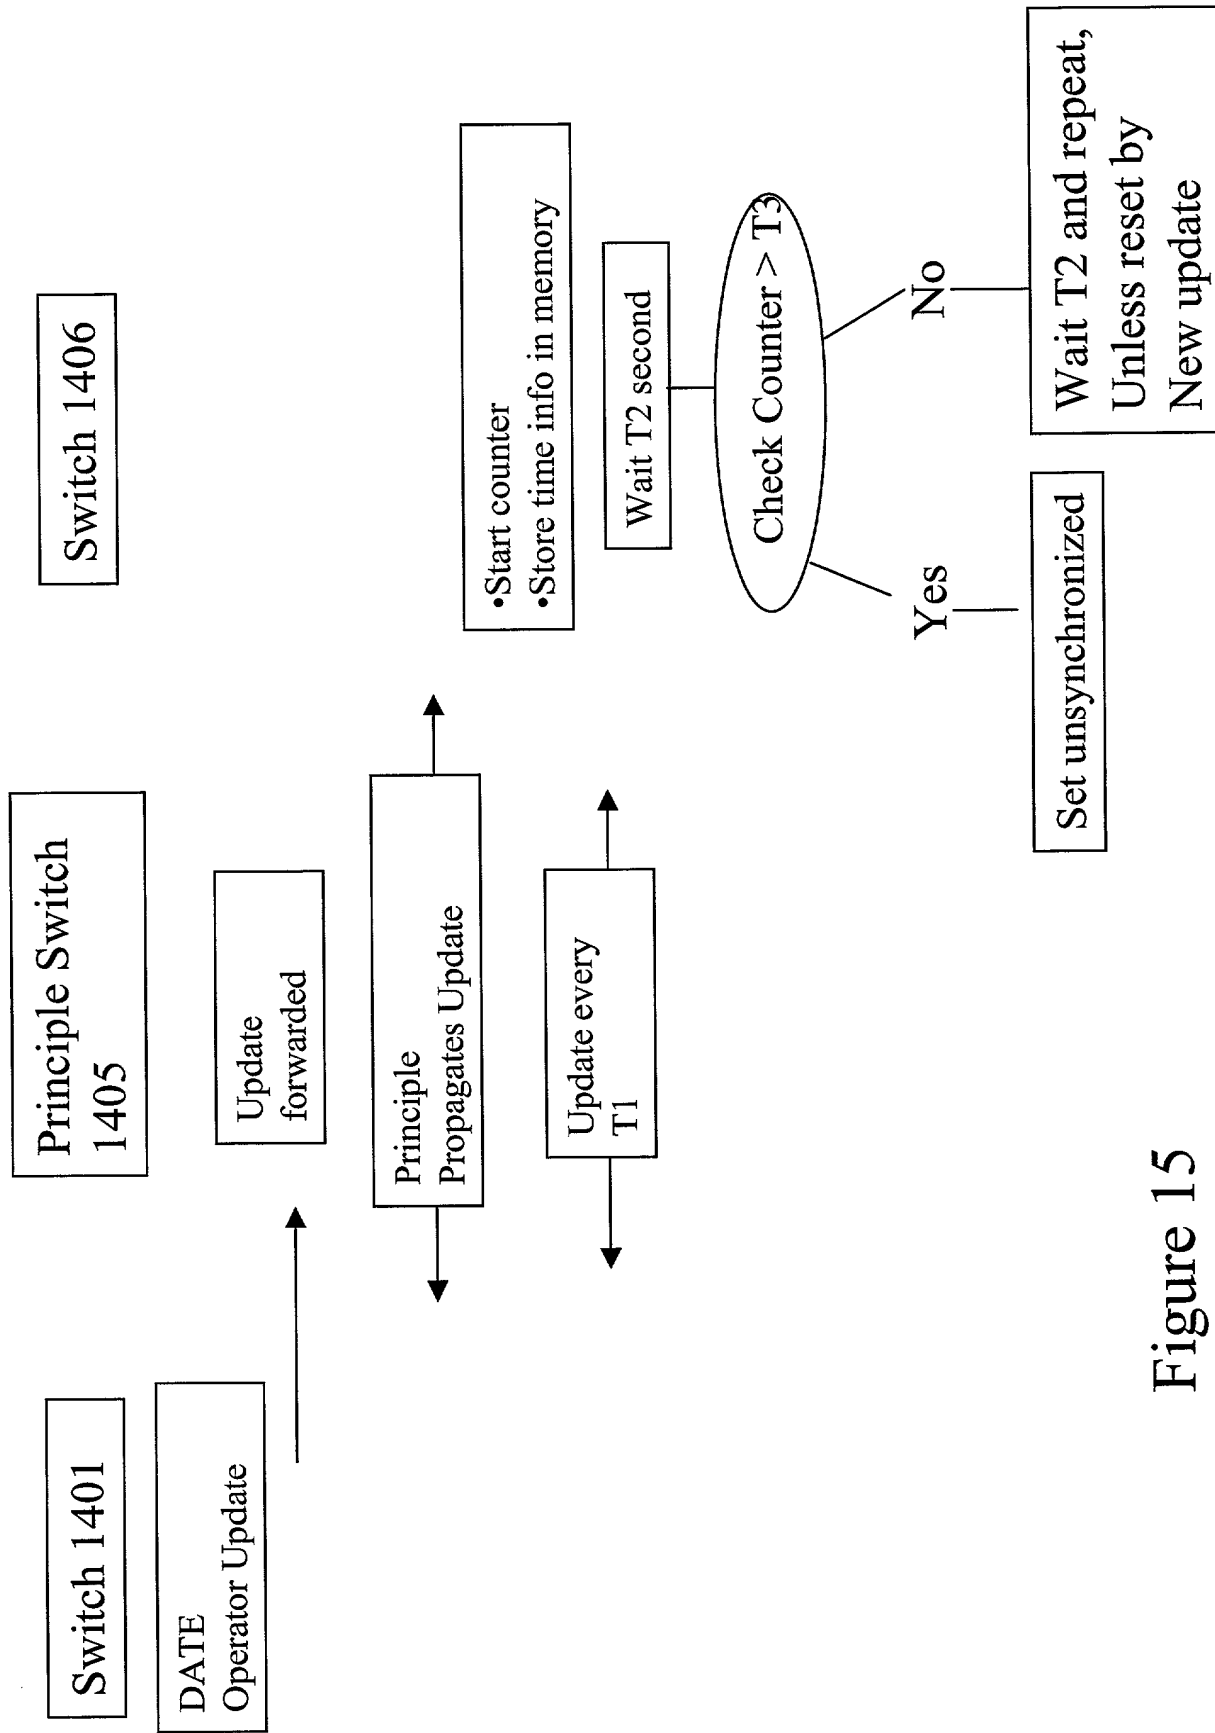 Switch 1401
Principle Switch
1405
Switch 1406
DATE
Operator Update
Update
forwarded
Principle
Propagates Update
Update every
T1
•Start counter
•Store time info in memory
Wait T2 second
Check Counter > T3
Yes
No
Set unsynchronized
Wait T2 and repeat,
Unless reset by
New update
Figure 15